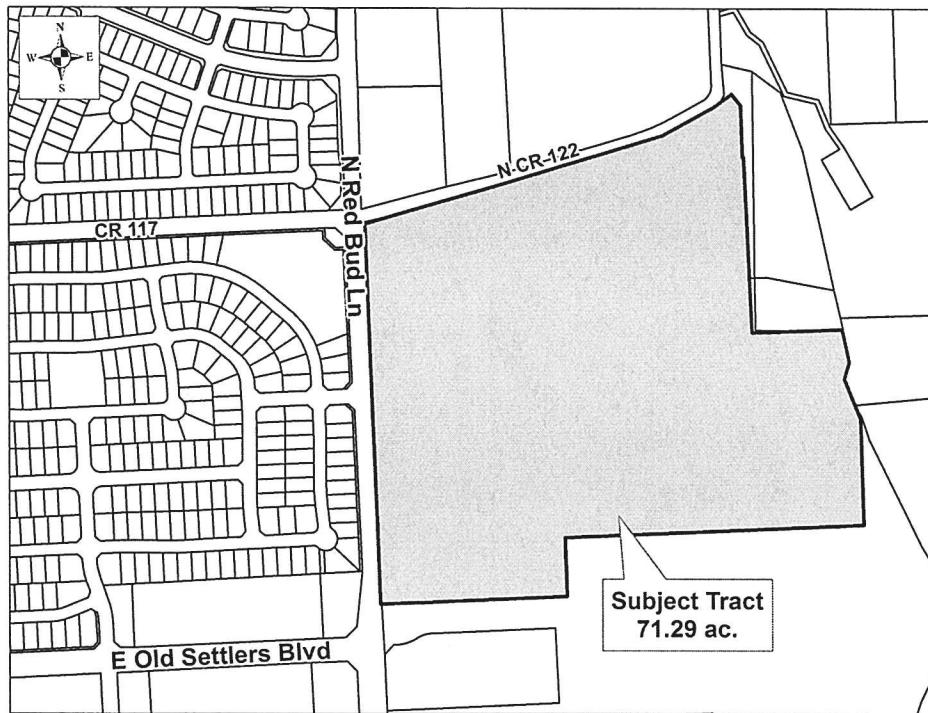 N
W E
S
N CR 122
N Red Bud Ln
CR 117
Subject Tract
71.29 ac.
E Old Settlers Blvd